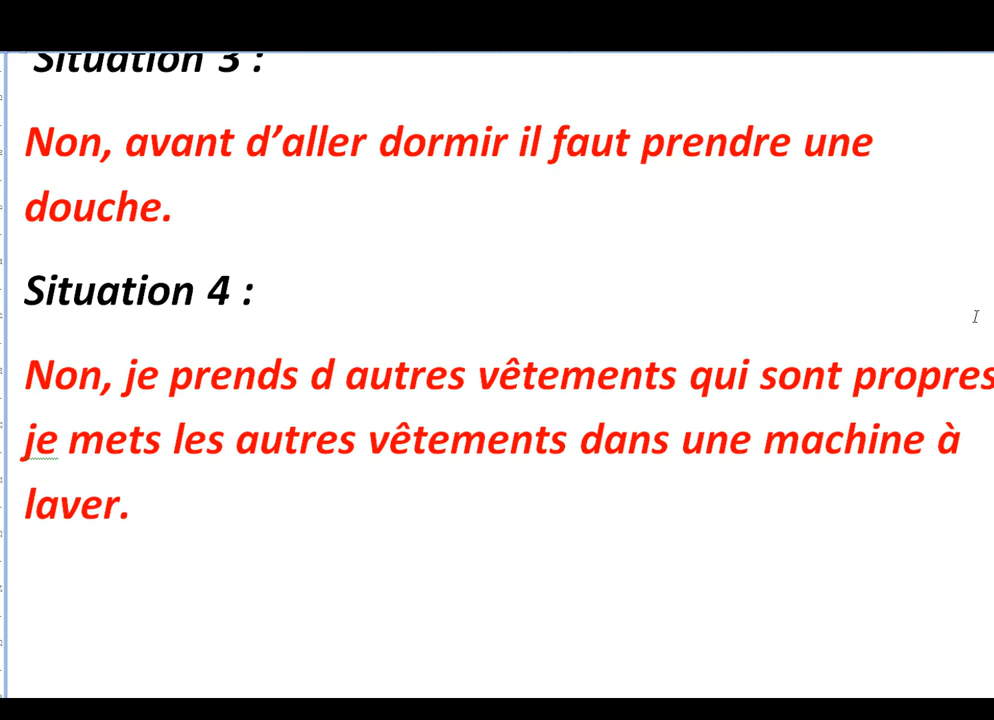 Situation 3 :
Non, avant d’aller dormir il faut prendre une
douche.
Situation 4 :
Non, je prends d autres vêtements qui sont propres
je mets les autres vêtements dans une machine à
laver.